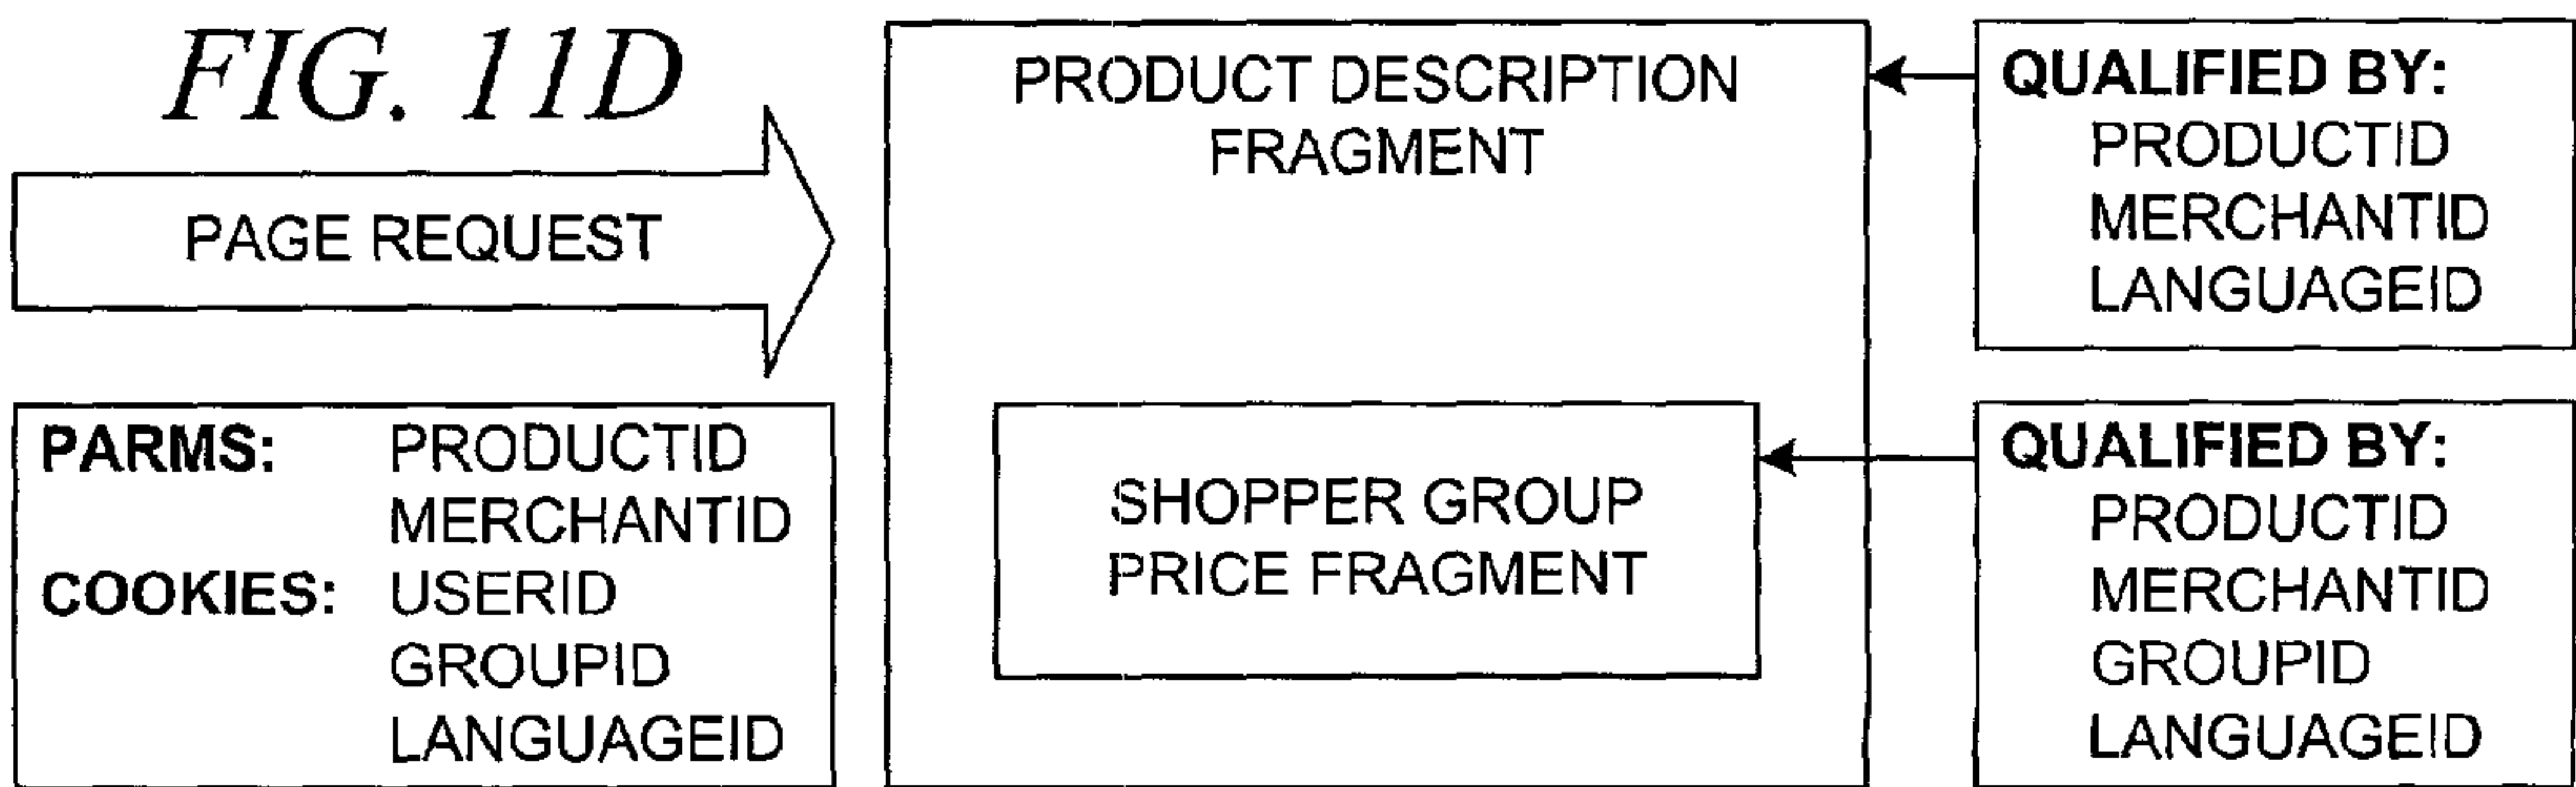 FIG. 11D
PAGE REQUEST
PARMS: PRODUCTID
MERCHANTID
COOKIES: USERID
GROUPID
LANGUAGEID
PRODUCT DESCRIPTION
FRAGMENT
SHOPPER GROUP
PRICE FRAGMENT
QUALIFIED BY:
PRODUCTID
MERCHANTID
LANGUAGEID
QUALIFIED BY:
PRODUCTID
MERCHANTID
GROUPID
LANGUAGEID